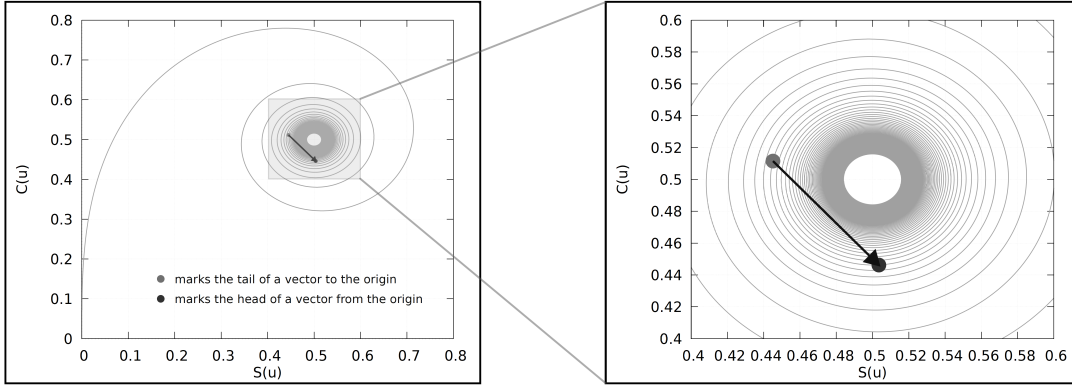 0.8
0.7
0.6
0.5
0.4
0.3
0.2
0.1
0
C(u)
marks the tail of a vector to the origin
marks the head of a vector from the origin
0 0.1 0.2 0.3 0.4 0.5 0.6 0.7 0.8
S(u)
0.6
0.58
0.56
0.54
0.52
0.5
0.48
0.46
0.44
0.42
0.4
C(u)
0.4 0.42 0.44 0.46 0.48 0.5 0.52 0.54 0.56 0.58 0.6
S(u)